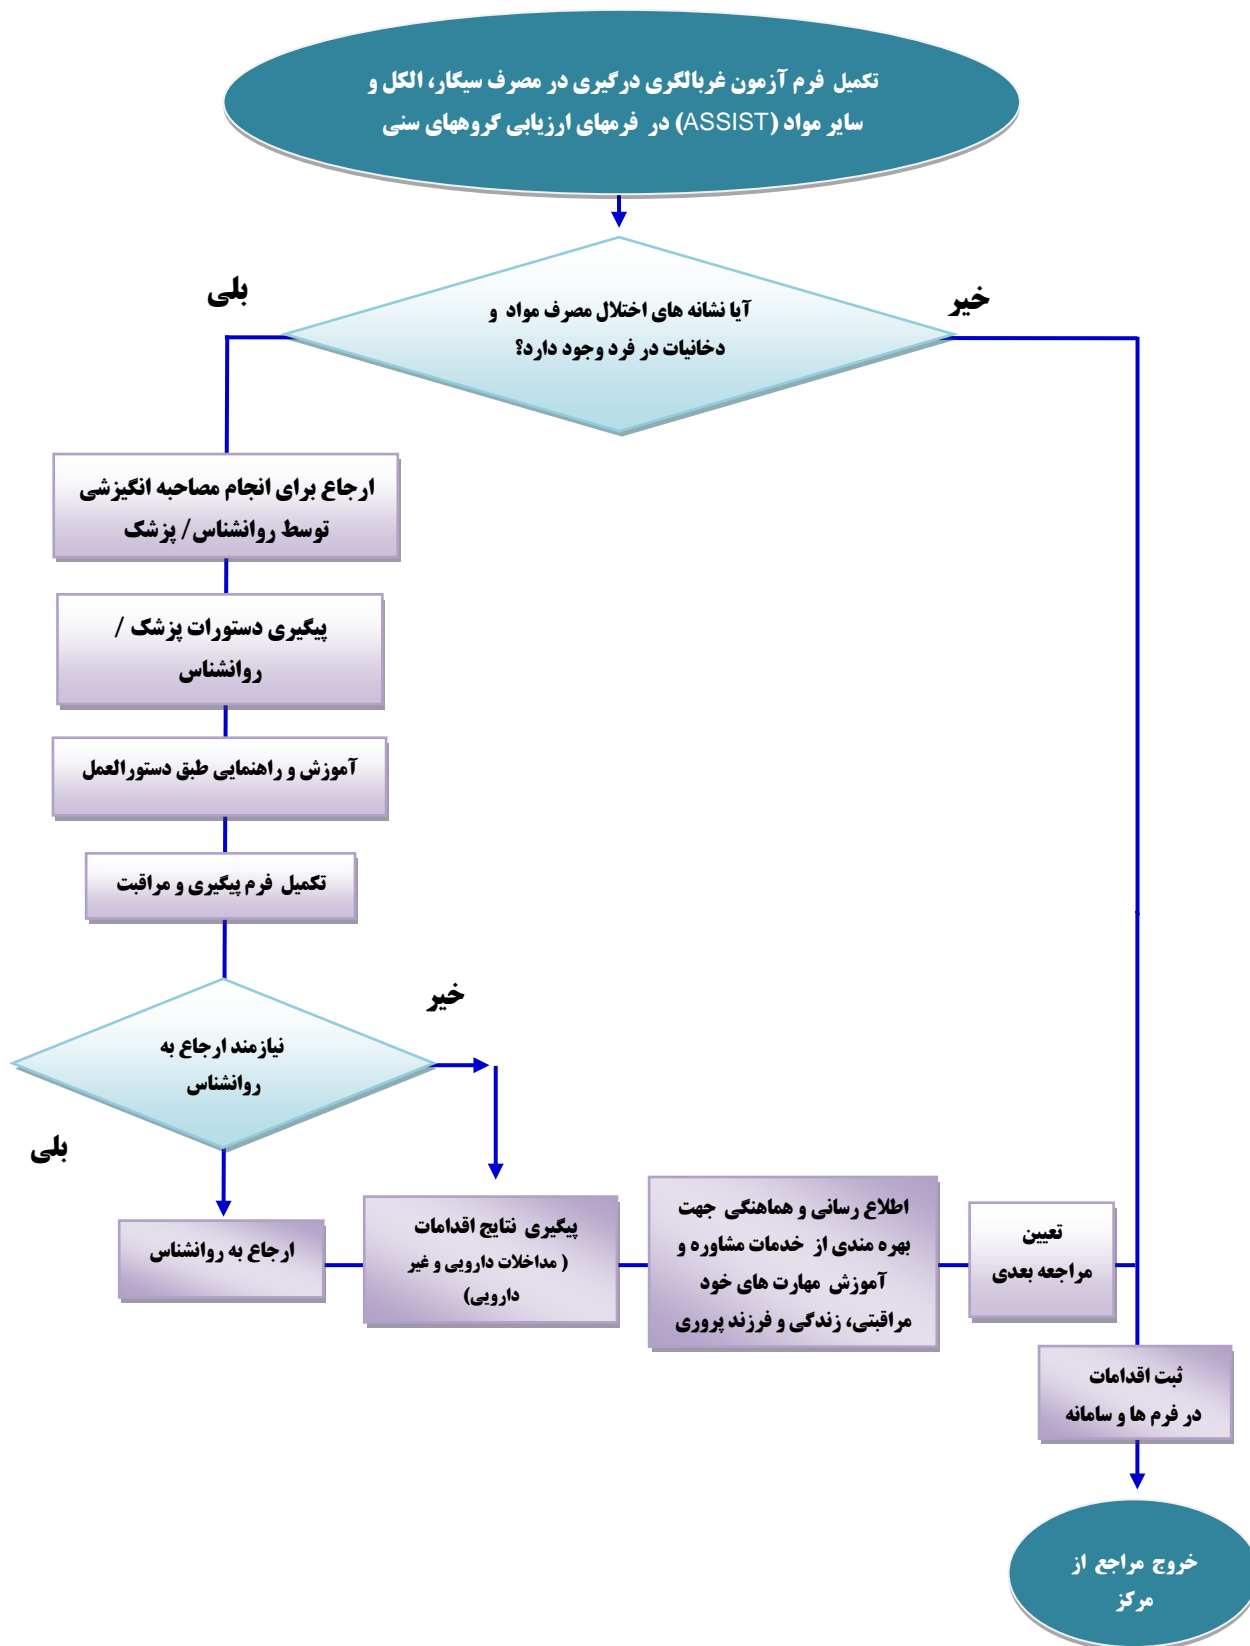 تکمیل فرم آزمون غربالگری درگیری در مصرف سیگار، الکل و
سایر مواد (ASSIST) در فرمهای ارزیابی گروههای سنی
بلی
خیر
آیا نشانه های اختلال مصرف مواد و
دخانیات در فرد وجود دارد؟
ارجاع برای انجام مصاحبه انگیزشی
توسط روانشناس/ پزشک
پیگیری دستورات پزشک /
روانشناس
آموزش و راهنمایی طبق دستورالعمل
تکمیل فرم پیگیری و مراقبت
خیر
نیازمند ارجاع به
روانشناس
بلی
ارجاع به روانشناس
پیگیری نتایج اقدامات
( مداخلات دارویی و غیر
دارویی)
اطلاع رسانی و هماهنگی جهت
بهره مندی از خدمات مشاوره و
آموزش مهارت های خود
مراقبتی، زندگی و فرزند پروری
تعیین
مراجعه بعدی
ثبت اقدامات
در فرم ها و سامانه
خروج مراجع از
مرکز